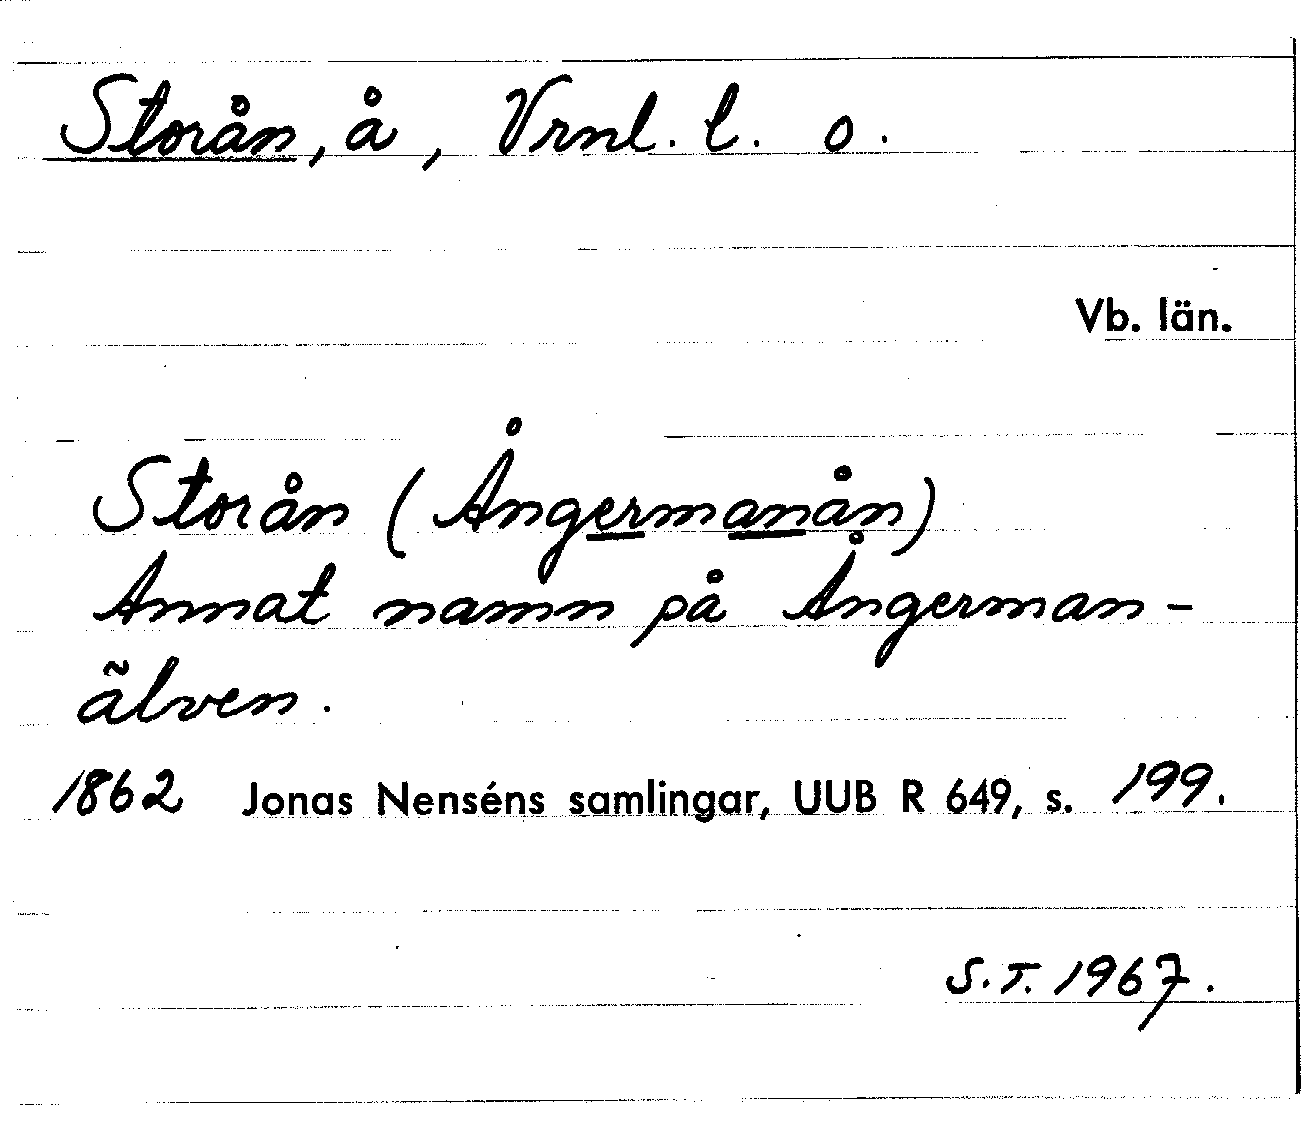 Storån, å, Vrnl. l. o.
Vb. län.
Storån (Ångermanån)
Annat namn på Ångerman-
älven.
1862 Jonas Nenséns samlingar, UUB R 649, s. 199.
S.T. 1967.